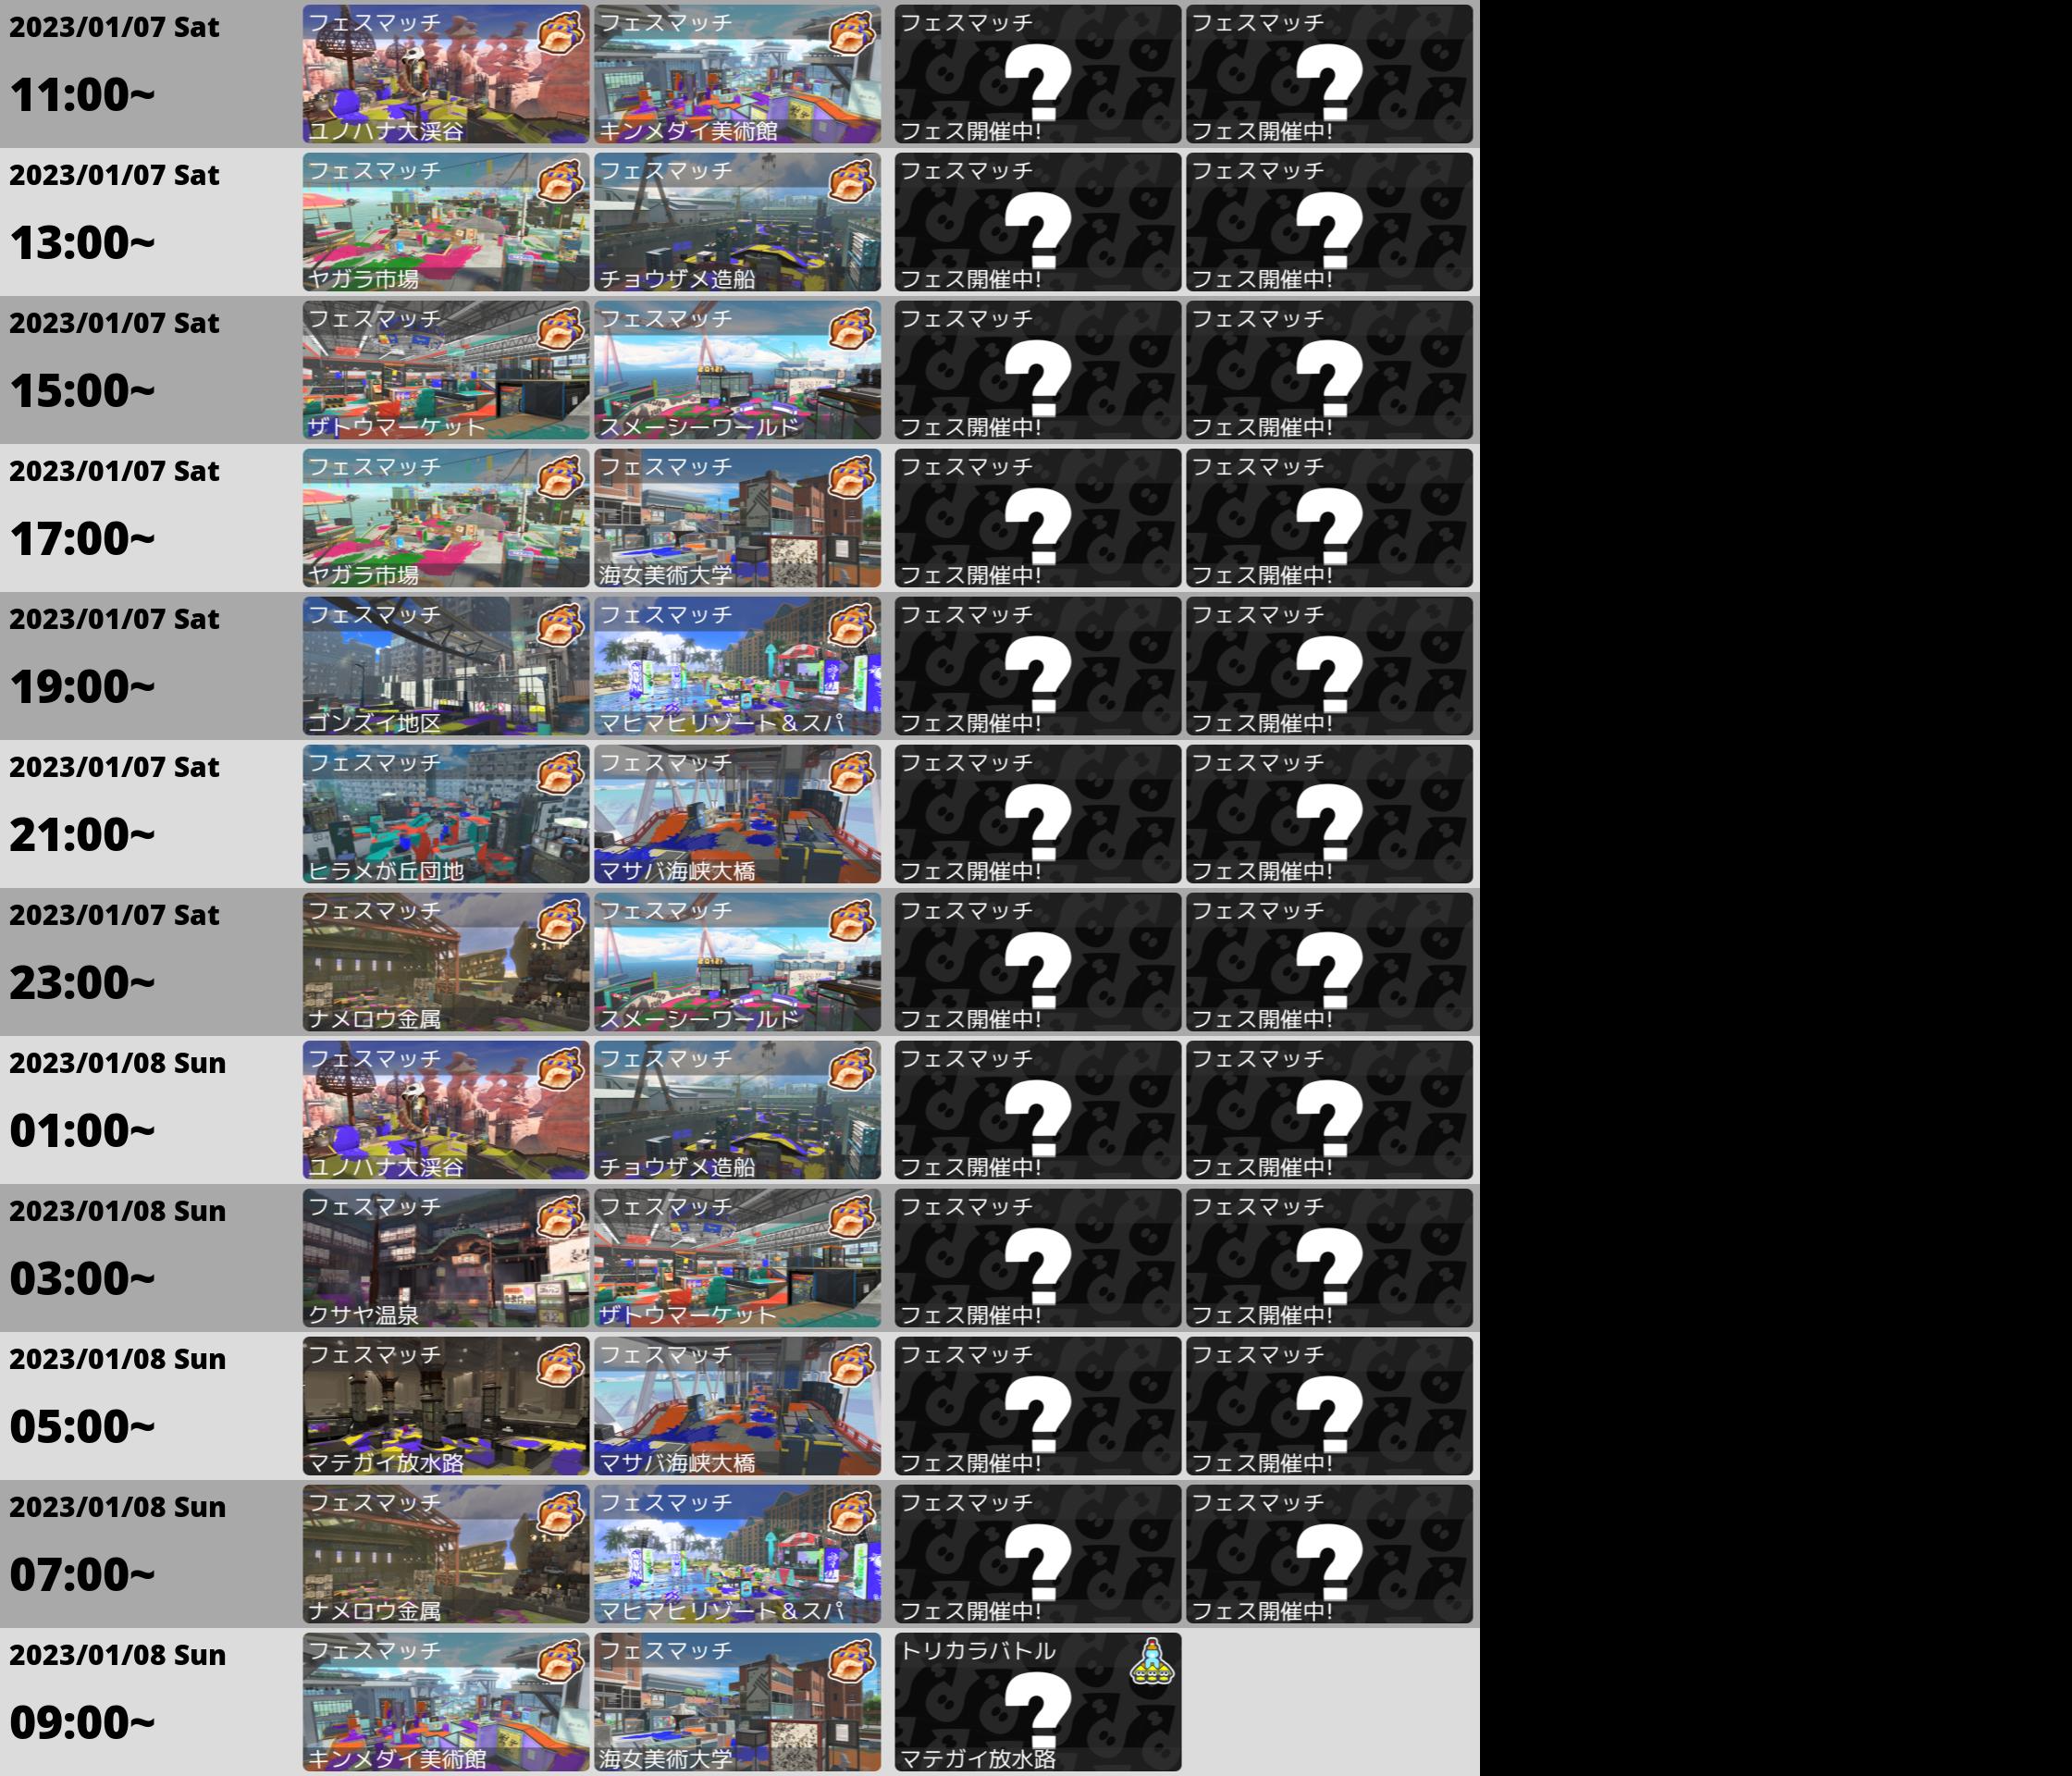 2023/01/07 Sat
11:00~
フェスマッチ
ユノハナ大渓谷
フェスマッチ
キンメダイ美術館
フェスマッチ
フェス開催中!
フェスマッチ
フェス開催中!
2023/01/07 Sat
13:00~
フェスマッチ
ヤガラ市場
フェスマッチ
チョウザメ造船
フェスマッチ
フェス開催中!
フェスマッチ
フェス開催中!
2023/01/07 Sat
15:00~
フェスマッチ
ザトウマーケット
フェスマッチ
スメーシーワールド
フェスマッチ
フェス開催中!
フェスマッチ
フェス開催中!
2023/01/07 Sat
17:00~
フェスマッチ
ヤガラ市場
フェスマッチ
海女美術大学
フェスマッチ
フェス開催中!
フェスマッチ
フェス開催中!
2023/01/07 Sat
19:00~
フェスマッチ
ゴンズイ地区
フェスマッチ
マヒマヒリゾート＆スパ
フェスマッチ
フェス開催中!
フェスマッチ
フェス開催中!
2023/01/07 Sat
21:00~
フェスマッチ
ヒラメが丘団地
フェスマッチ
マサバ海峡大橋
フェスマッチ
フェス開催中!
フェスマッチ
フェス開催中!
2023/01/07 Sat
23:00~
フェスマッチ
ナメロウ金属
フェスマッチ
スメーシーワールド
フェスマッチ
フェス開催中!
フェスマッチ
フェス開催中!
2023/01/08 Sun
01:00~
フェスマッチ
ユノハナ大渓谷
フェスマッチ
チョウザメ造船
フェスマッチ
フェス開催中!
フェスマッチ
フェス開催中!
2023/01/08 Sun
03:00~
フェスマッチ
クサヤ温泉
フェスマッチ
ザトウマーケット
フェスマッチ
フェス開催中!
フェスマッチ
フェス開催中!
2023/01/08 Sun
05:00~
フェスマッチ
マテガイ放水路
フェスマッチ
マサバ海峡大橋
フェスマッチ
フェス開催中!
フェスマッチ
フェス開催中!
2023/01/08 Sun
07:00~
フェスマッチ
ナメロウ金属
フェスマッチ
マヒマヒリゾート＆スパ
フェスマッチ
フェス開催中!
フェスマッチ
フェス開催中!
2023/01/08 Sun
09:00~
フェスマッチ
キンメダイ美術館
フェスマッチ
海女美術大学
トリカラバトル
マテガイ放水路